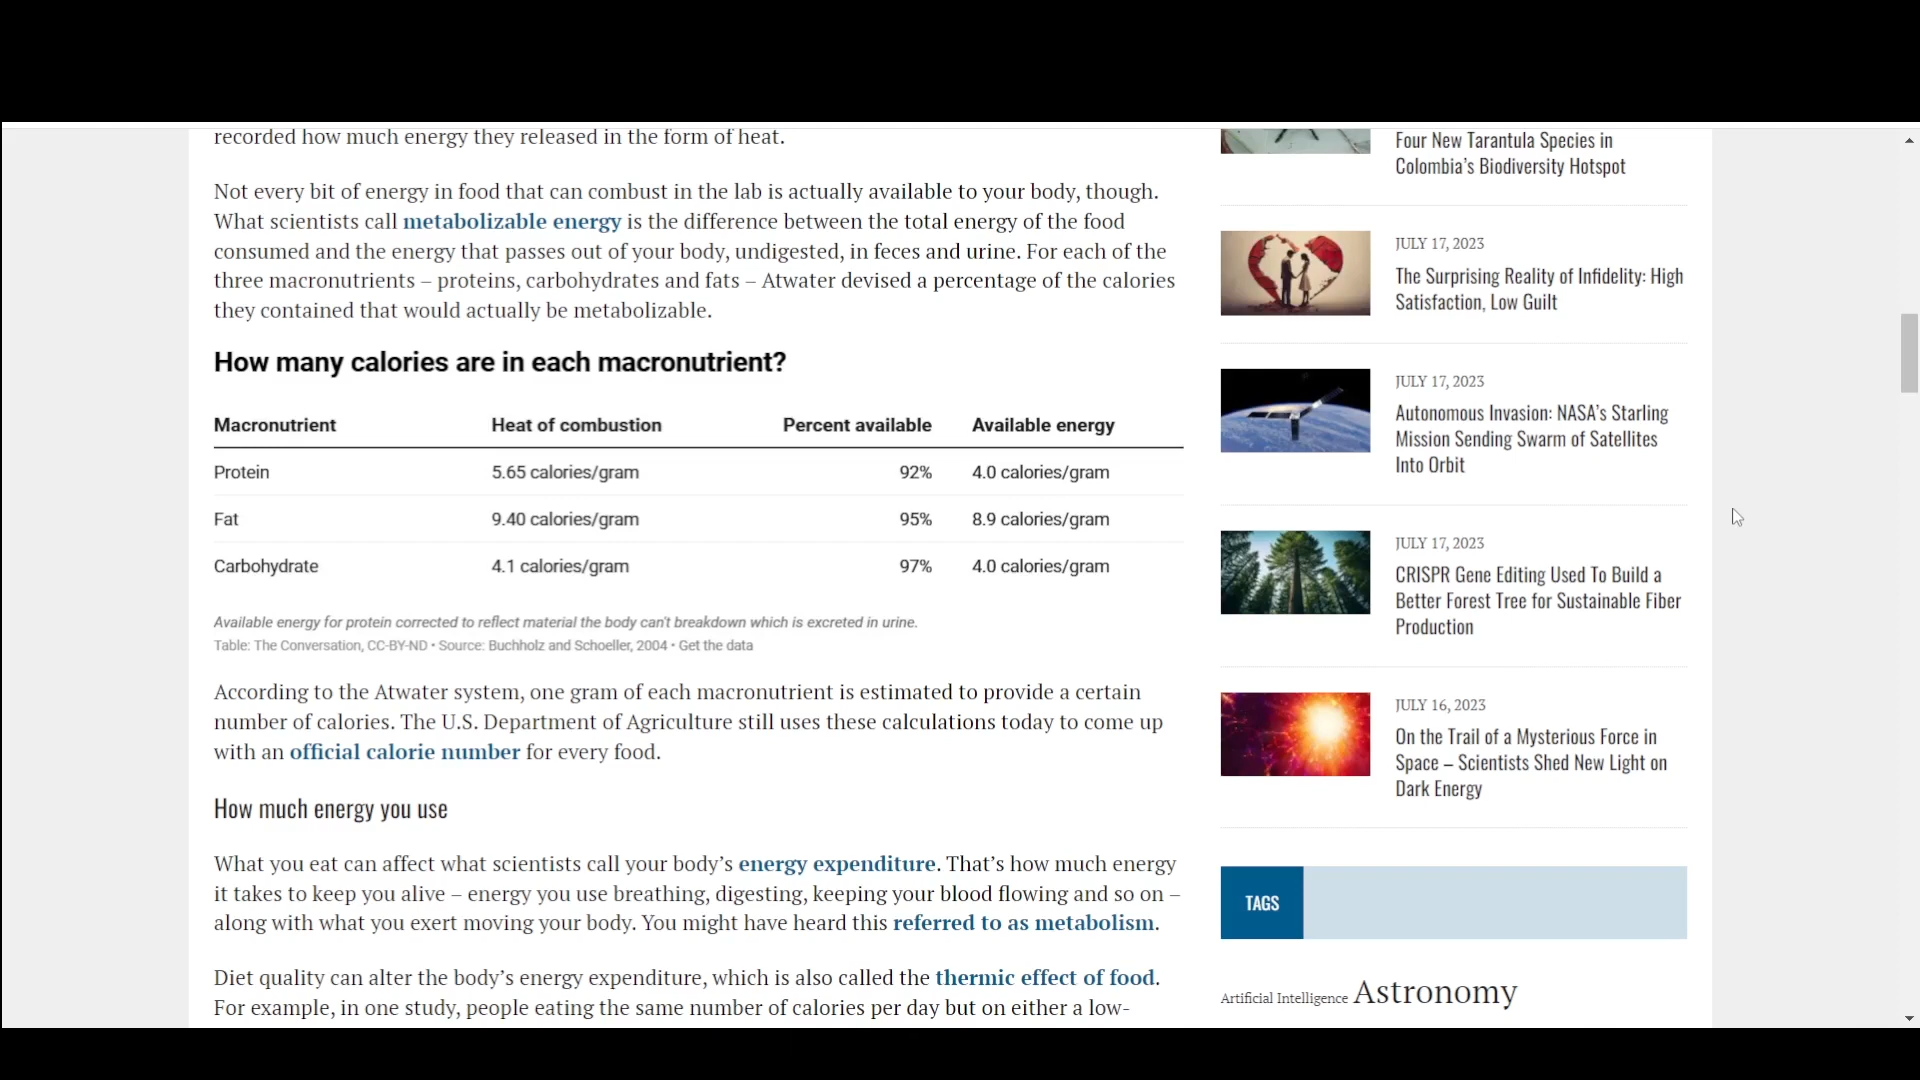 recorded how much energy they released in the form of heat.
Not every bit of energy in food that can combust in the lab is actually available to your body, though.
What scientists call metabolizable energy is the difference between the total energy of the food
consumed and the energy that passes out of your body, undigested, in feces and urine. For each of the
three macronutrients – proteins, carbohydrates and fats – Atwater devised a percentage of the calories
they contained that would actually be metabolizable.
How many calories are in each macronutrient?
Macronutrient Heat of combustion Percent available Available energy
Protein 5.65 calories/gram 92% 4.0 calories/gram
Fat 9.40 calories/gram 95% 8.9 calories/gram
Carbohydrate 4.1 calories/gram 97% 4.0 calories/gram
Available energy for protein corrected to reflect material the body can't breakdown which is excreted in urine.
Table: The Conversation, CC-BY-ND • Source: Buchholz and Schoeller, 2004 • Get the data
According to the Atwater system, one gram of each macronutrient is estimated to provide a certain
number of calories. The U.S. Department of Agriculture still uses these calculations today to come up
with an official calorie number for every food.
How much energy you use
What you eat can affect what scientists call your body’s energy expenditure. That’s how much energy
it takes to keep you alive – energy you use breathing, digesting, keeping your blood flowing and so on –
along with what you exert moving your body. You might have heard this referred to as metabolism.
Diet quality can alter the body’s energy expenditure, which is also called the thermic effect of food.
For example, in one study, people eating the same number of calories per day but on either a low-
Four New Tarantula Species in
Colombia’s Biodiversity Hotspot
JULY 17, 2023
The Surprising Reality of Infidelity: High
Satisfaction, Low Guilt
JULY 17, 2023
Autonomous Invasion: NASA’s Starling
Mission Sending Swarm of Satellites
Into Orbit
JULY 17, 2023
CRISPR Gene Editing Used To Build a
Better Forest Tree for Sustainable Fiber
Production
JULY 16, 2023
On the Trail of a Mysterious Force in
Space – Scientists Shed New Light on
Dark Energy
TAGS
Artificial Intelligence Astronomy